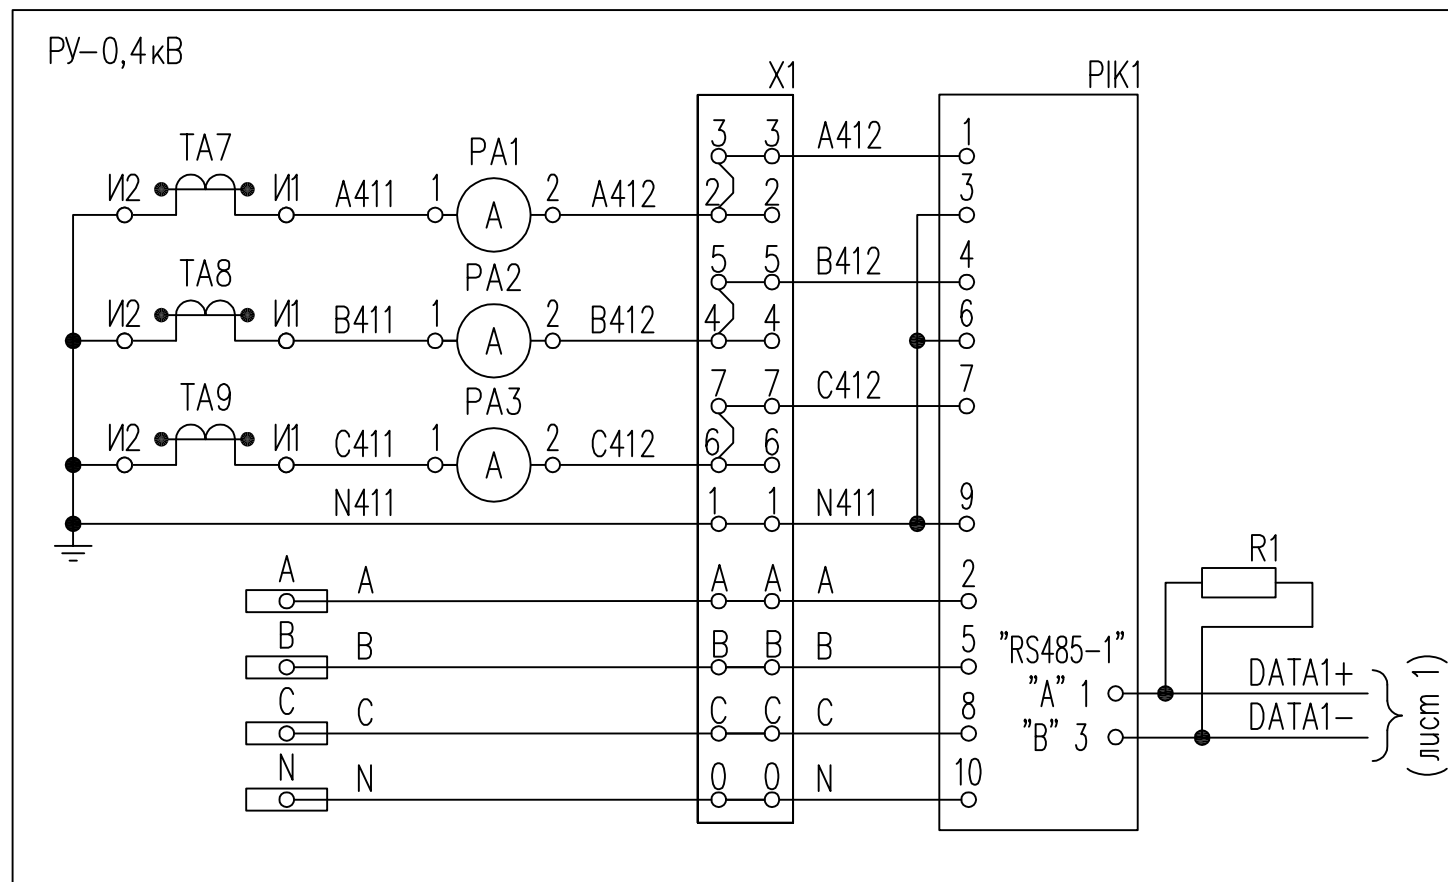 РУ-0,4кВ
X1
PIK1
TA7
PA1
3 3 A412 1
И2 И1 A411 1 A 2 A412 2 2 3
TA8
PA2
5 5 B412 4
И2 И1 B411 1 A 2 B412 4 4 6
TA9
PA3
7 7 C412 7
И2 И1 C411 1 A 2 C412 6 6
N411 1 1 N411 9
R1
A A A A A 2
B B B B B 5
"RS485-1"
"A" 1 DATA1+
C C C C C 8
"B" 3 DATA1-
(лист 1)
N N 0 0 N 10